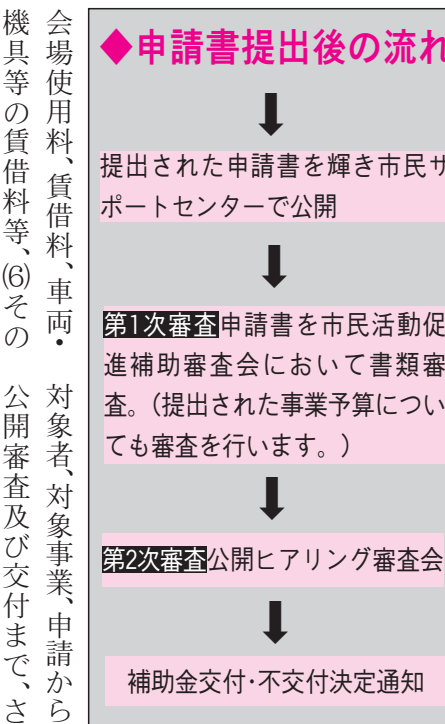 会場使用料、賃借料、車両・
機具等の賃借料等、(6)その
◆申請書提出後の流れ
提出された申請書を輝き市民サ
ポートセンターで公開
第1次審査申請書を市民活動促
進補助審査会において書類審
査。(提出された事業予算につい
ても審査を行います。)
第2次審査公開ヒアリング審査会
補助金交付・不交付決定通知
対象者、対象事業、申請から
公開審査及び交付まで、さ